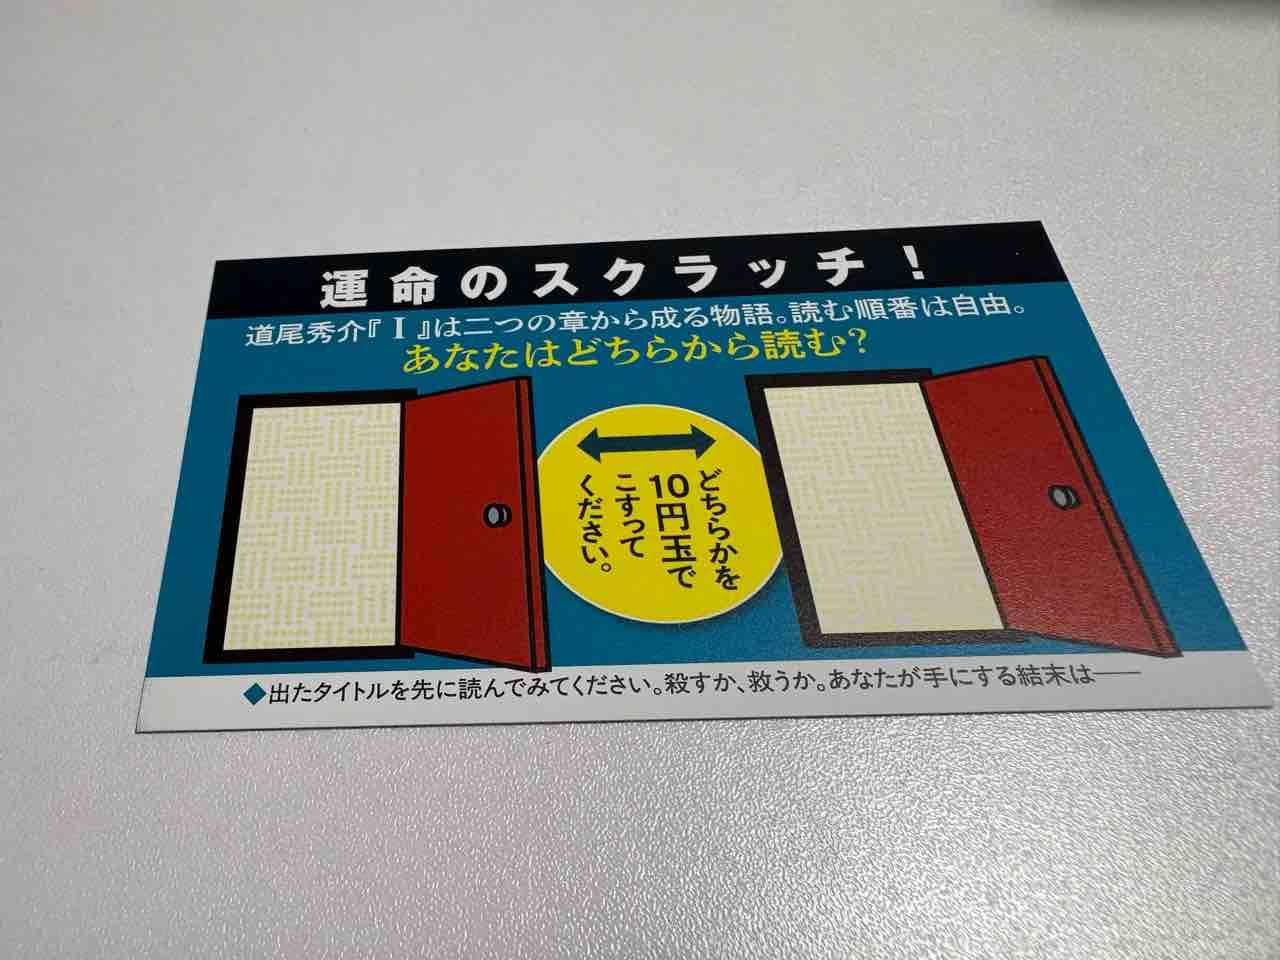 運命のスクラッチ！
道尾秀介『I』は二つの章から成る物語。読む順番は自由。
あなたはどちらから読む?
どちらかを
10円玉で
こすって
ください。
◆出たタイトルを先に読んでみてください。殺すか、救うか。あなたが手にする結末は――